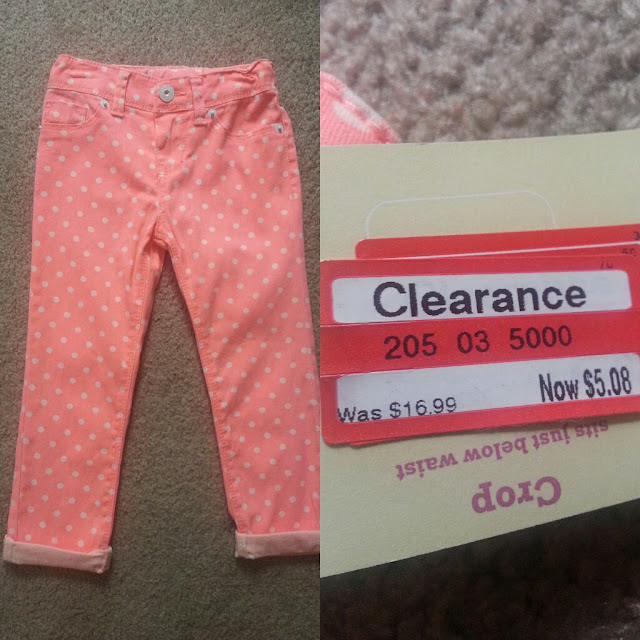 Clearance
205 03 5000
Was $16.99 Now $5.08
sits just below waist
Crop